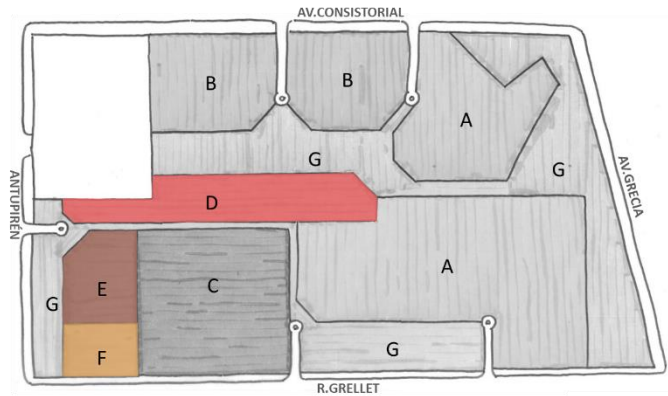 AV.CONSISTORIAL
B
B
A
G
G
AV.GRECIA
ANTUPIRÉN
D
A
E
C
G
F
G
R.GRELLET